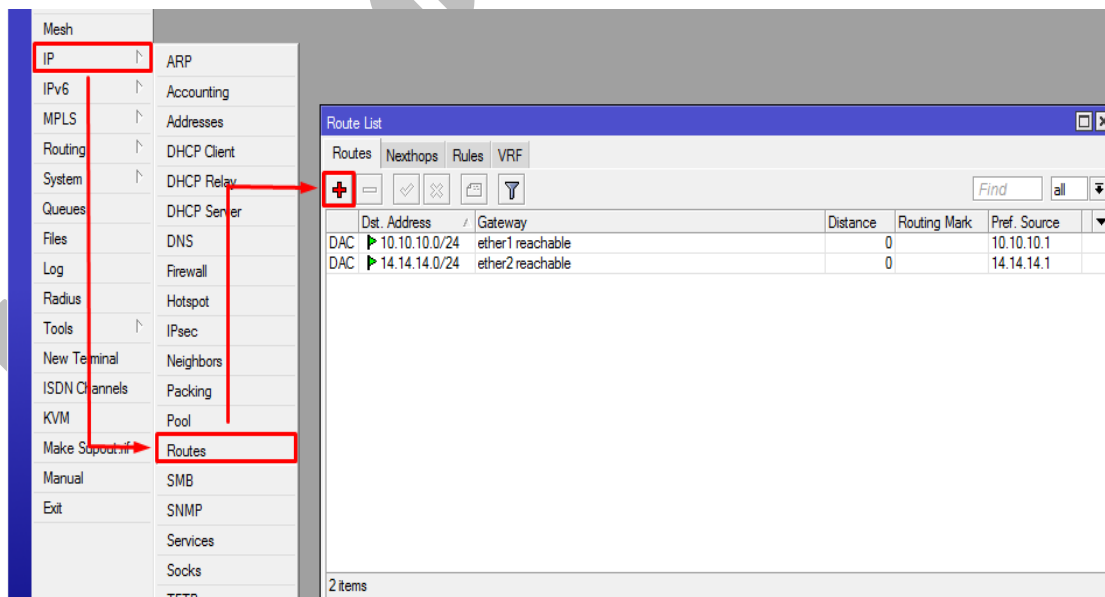 Mesh
IP
IPv6
MPLS
Routing
System
Queues
Files
Log
Radius
Tools
New Terminal
ISDN Channels
KVM
Make Supout.rif
Manual
Exit
ARP
Accounting
Addresses
DHCP Client
DHCP Relay
DHCP Server
DNS
Firewall
Hotspot
IPsec
Neighbors
Packing
Pool
Routes
SMB
SNMP
Services
Socks
TFTP
Route List
Routes Nexthops Rules VRF
Find all
Dst. Address / Gateway Distance Routing Mark Pref. Source
DAC 10.10.10.0/24 ether1 reachable 0 10.10.10.1
DAC 14.14.14.0/24 ether2 reachable 0 14.14.14.1
2 items